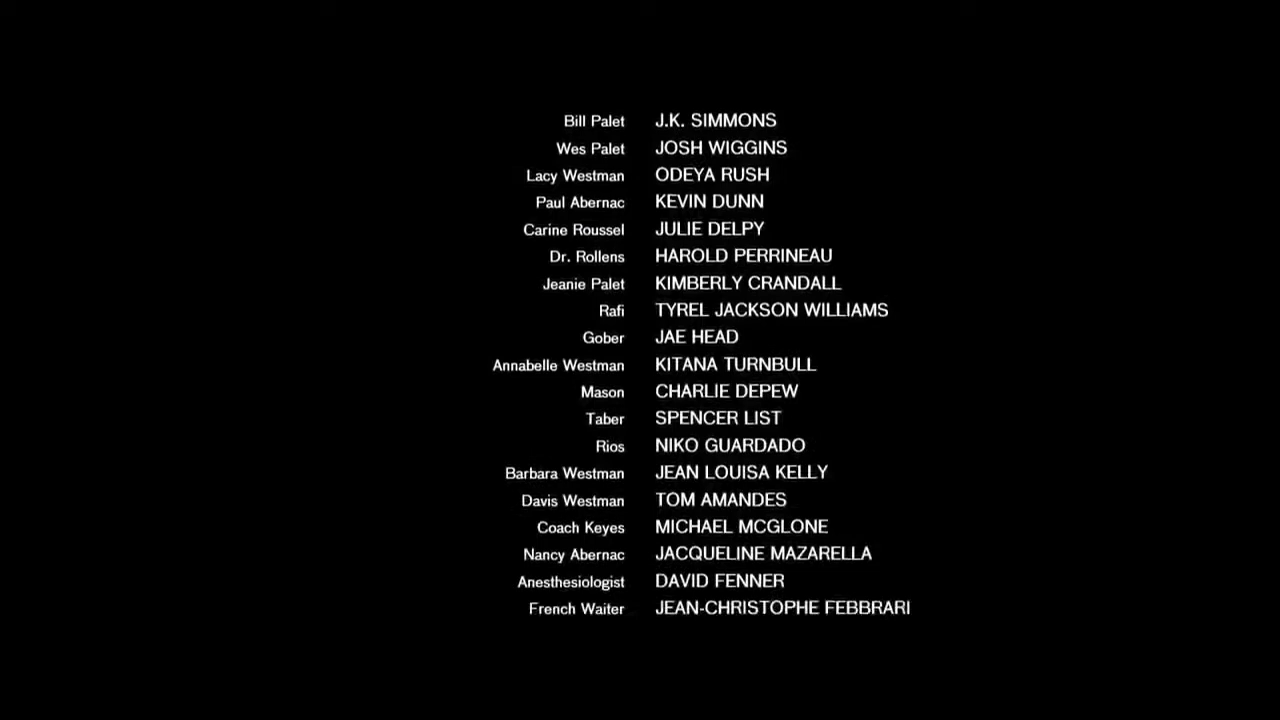 Bill Palet J.K. SIMMONS
Wes Palet JOSH WIGGINS
Lacy Westman ODEYA RUSH
Paul Abernac KEVIN DUNN
Carine Roussel JULIE DELPY
Dr. Rollens HAROLD PERRINEAU
Jeanie Palet KIMBERLY CRANDALL
Rafi TYREL JACKSON WILLIAMS
Gober JAE HEAD
Annabelle Westman KITANA TURNBULL
Mason CHARLIE DEPEW
Taber SPENCER LIST
Rios NIKO GUARDADO
Barbara Westman JEAN LOUISA KELLY
Davis Westman TOM AMANDES
Coach Keyes MICHAEL MCGLONE
Nancy Abernac JACQUELINE MAZARELLA
Anesthesiologist DAVID FENNER
French Waiter JEAN-CHRISTOPHE FEBBRARI